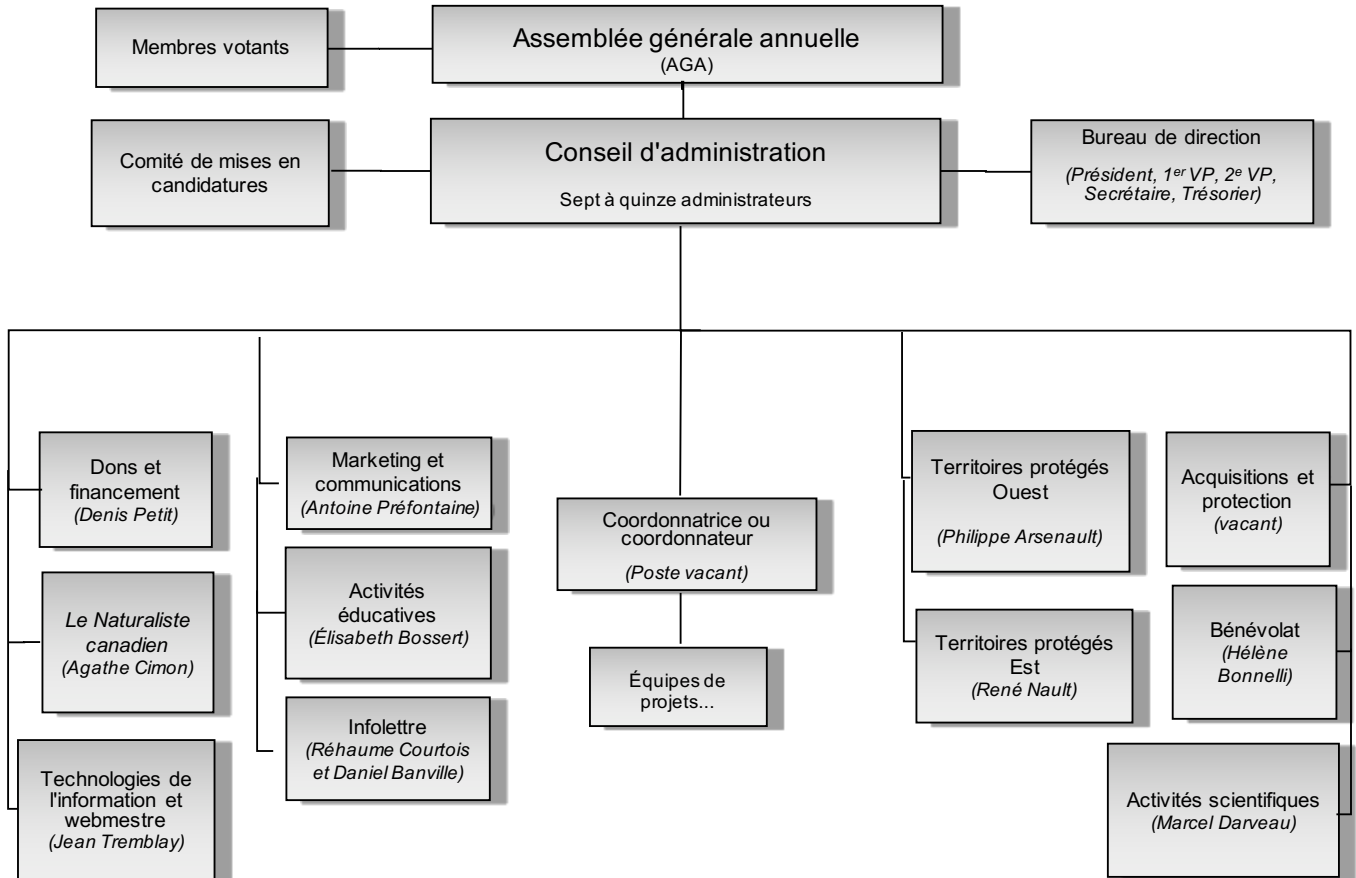 Membres votants
Assemblée générale annuelle
(AGA)
Comité de mises en
candidatures
Conseil d'administration
Sept à quinze administrateurs
Bureau de direction
(Président, 1er VP, 2e VP,
Secrétaire, Trésorier)
Dons et
financement
(Denis Petit)
Le Naturaliste
canadien
(Agathe Cimon)
Technologies de
l'information et
webmestre
(Jean Tremblay)
Marketing et
communications
(Antoine Préfontaine)
Activités
éducatives
(Élisabeth Bossert)
Infolettre
(Réhaume Courtois
et Daniel Banville)
Coordonnatrice ou
coordonnateur
(Poste vacant)
Équipes de
projets...
Territoires protégés
Ouest
(Philippe Arsenault)
Territoires protégés
Est
(René Nault)
Acquisitions et
protection
(vacant)
Bénévolat
(Hélène
Bonnelli)
Activités scientifiques
(Marcel Darveau)